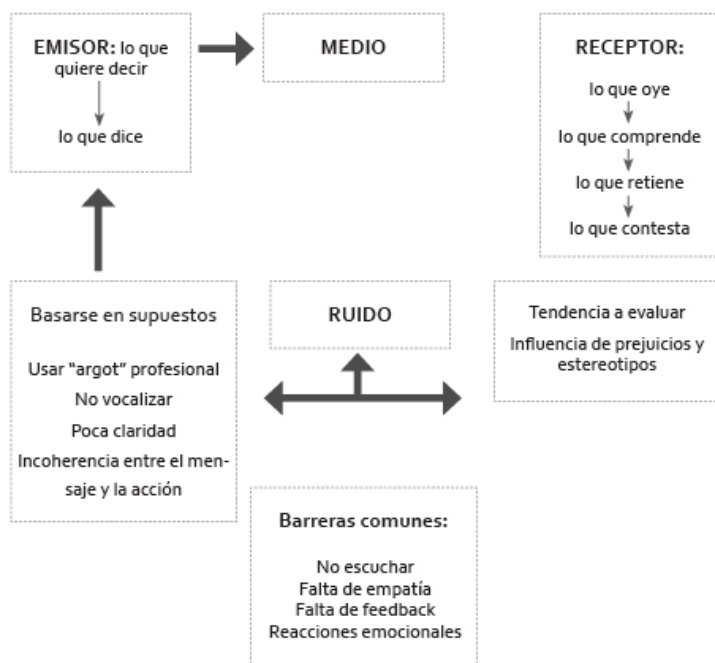 EMISOR: lo que
quiere decir
lo que dice
MEDIO
RECEPTOR:
lo que oye
lo que comprende
lo que retiene
lo que contesta
Basarse en supuestos
Usar “argot” profesional
No vocalizar
Poca claridad
Incoherencia entre el men-
saje y la acción
RUIDO
Tendencia a evaluar
Influencia de prejuicios y
estereotipos
Barreras comunes:
No escuchar
Falta de empatía
Falta de feedback
Reacciones emocionales